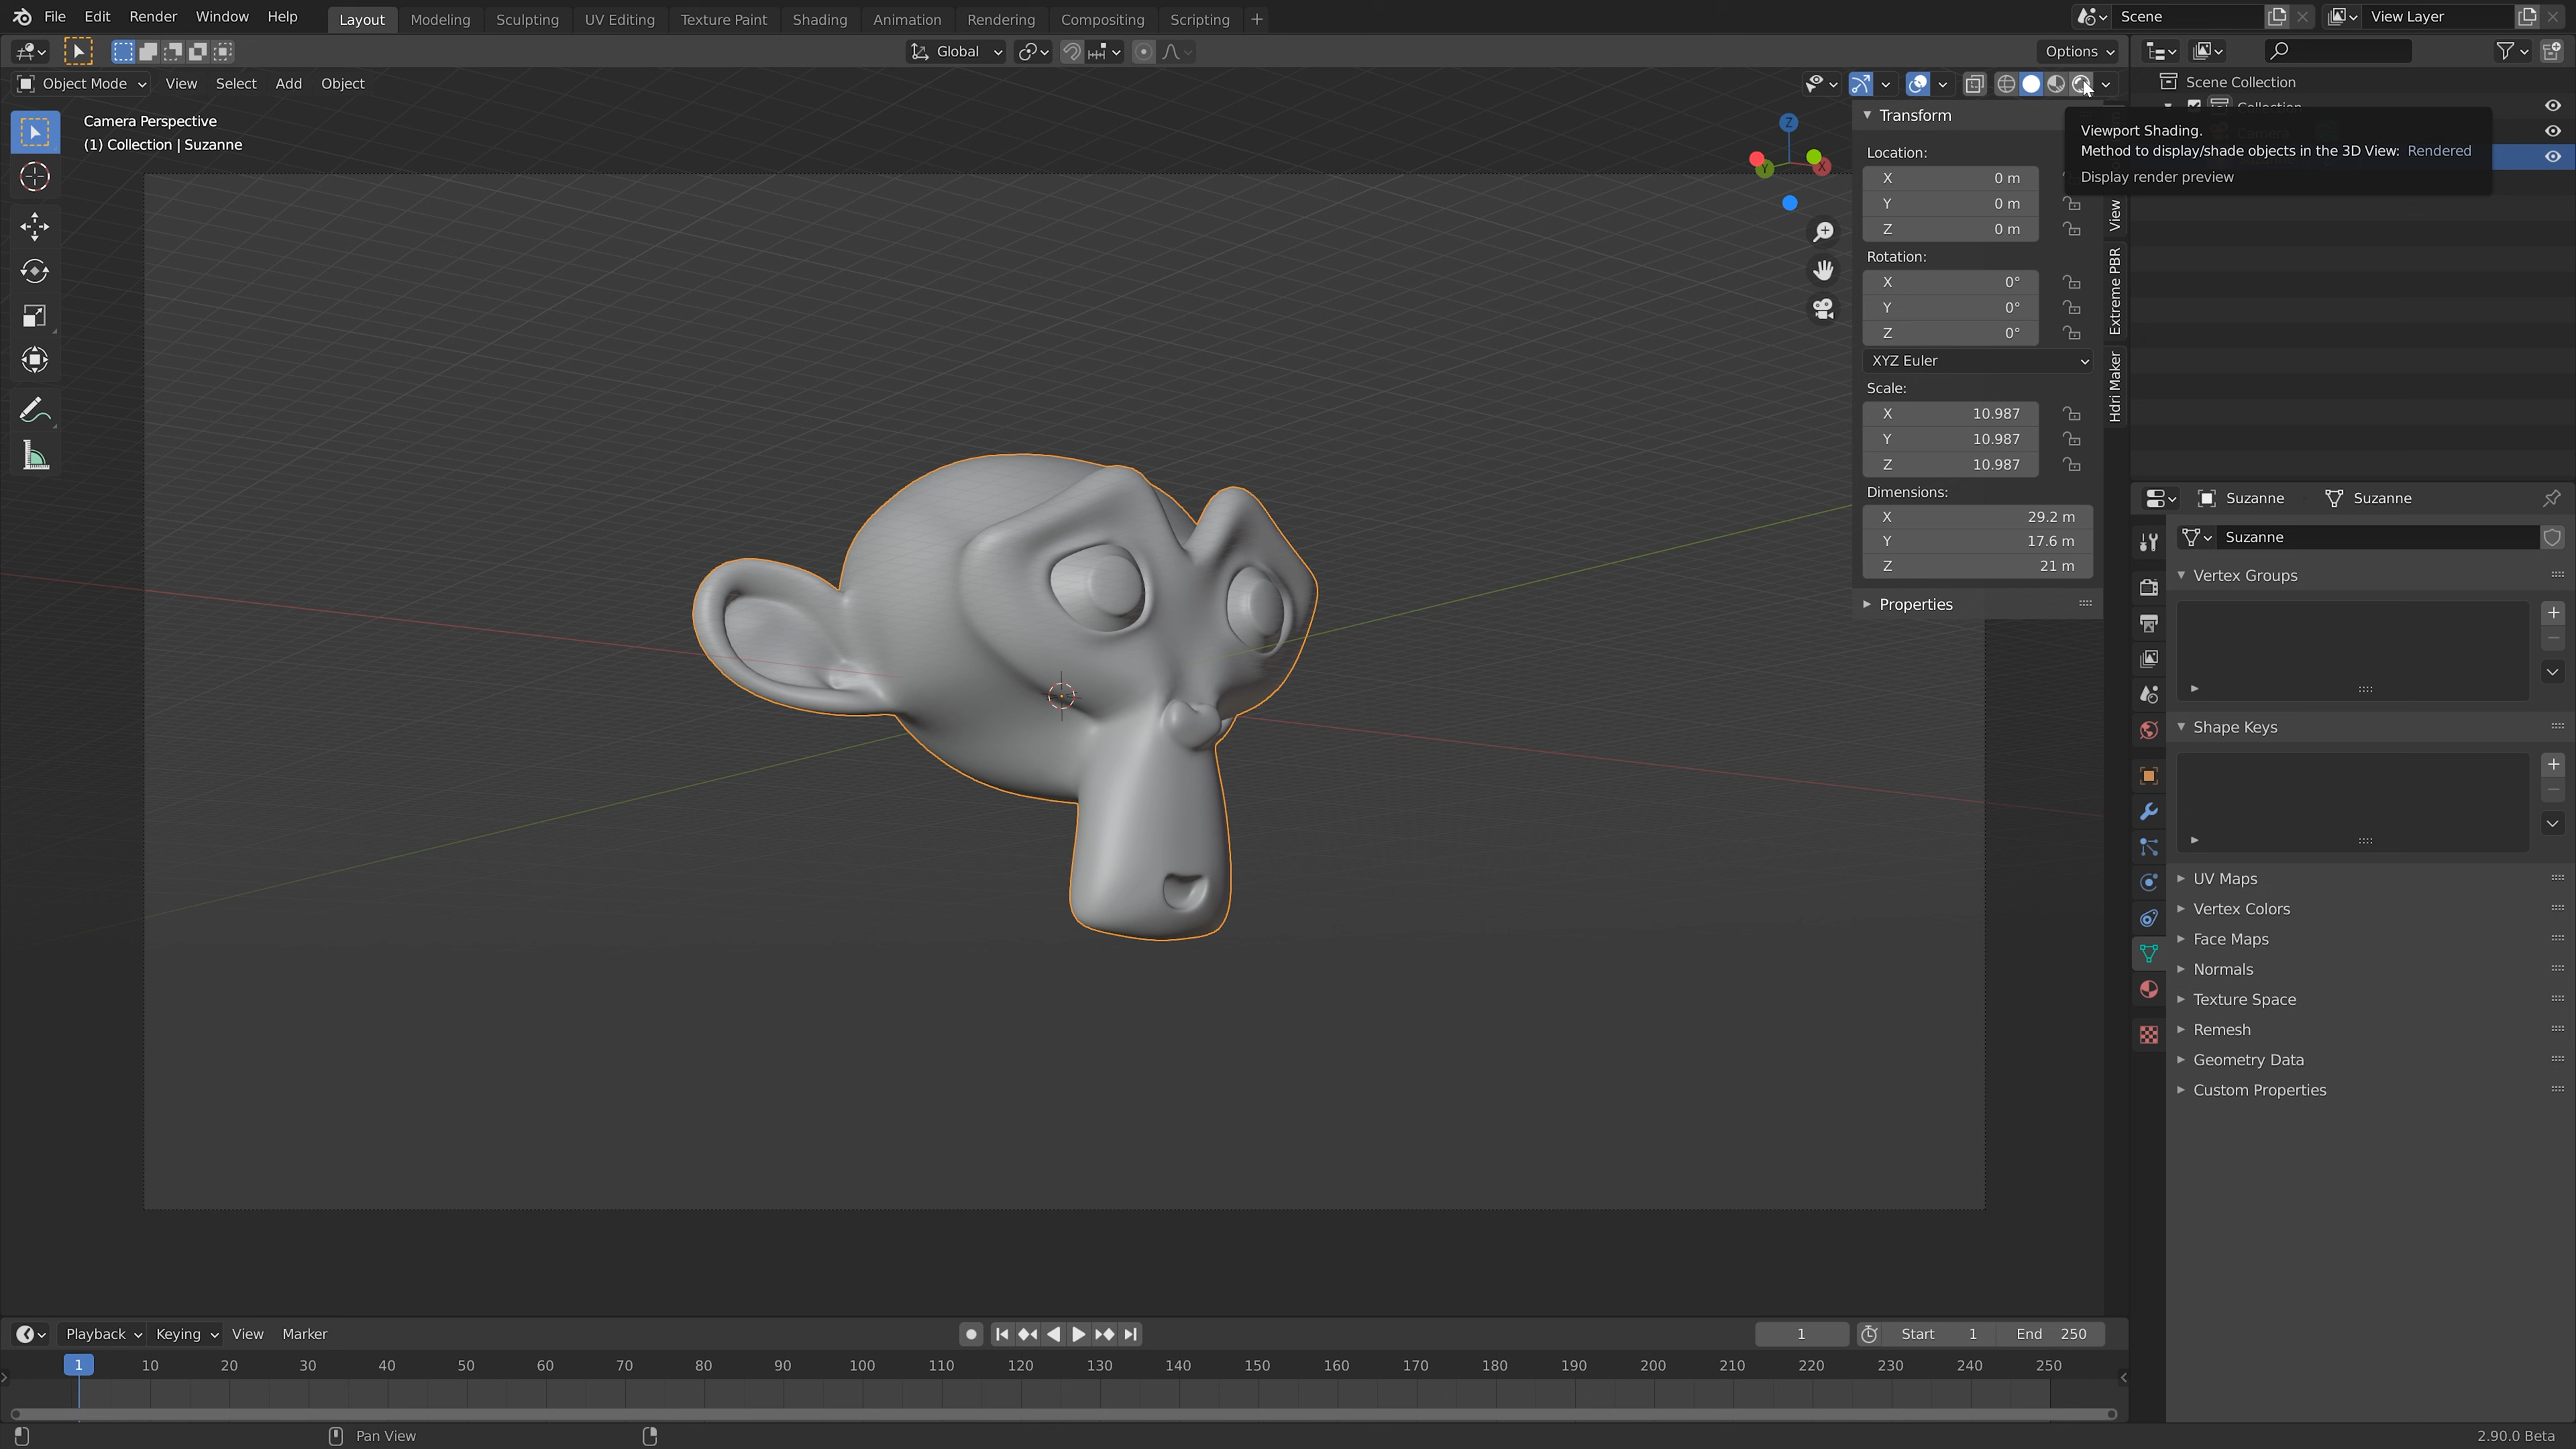 File Edit Render Window Help Layout Modeling Sculpting UV Editing Texture Paint Shading Animation Rendering Compositing Scripting + Scene View Layer
Global Options
Object Mode View Select Add Object
Scene Collection
Collection
Camera Perspective
(1) Collection | Suzanne
Z
Y
X
Transform
Location:
X 0 m
Y 0 m
Z 0 m
Rotation:
X 0°
Y 0°
Z 0°
XYZ Euler
Scale:
X 10.987
Y 10.987
Z 10.987
Dimensions:
X 29.2 m
Y 17.6 m
Z 21 m
Properties
View
Extreme PBR
Hdri Maker
Viewport Shading.
Method to display/shade objects in the 3D View: Rendered
Display render preview
Suzanne Suzanne
Suzanne
Vertex Groups
Shape Keys
UV Maps
Vertex Colors
Face Maps
Normals
Texture Space
Remesh
Geometry Data
Custom Properties
Playback Keying View Marker 1 Start 1 End 250
1 10 20 30 40 50 60 70 80 90 100 110 120 130 140 150 160 170 180 190 200 210 220 230 240 250
Pan View 2.90.0 Beta